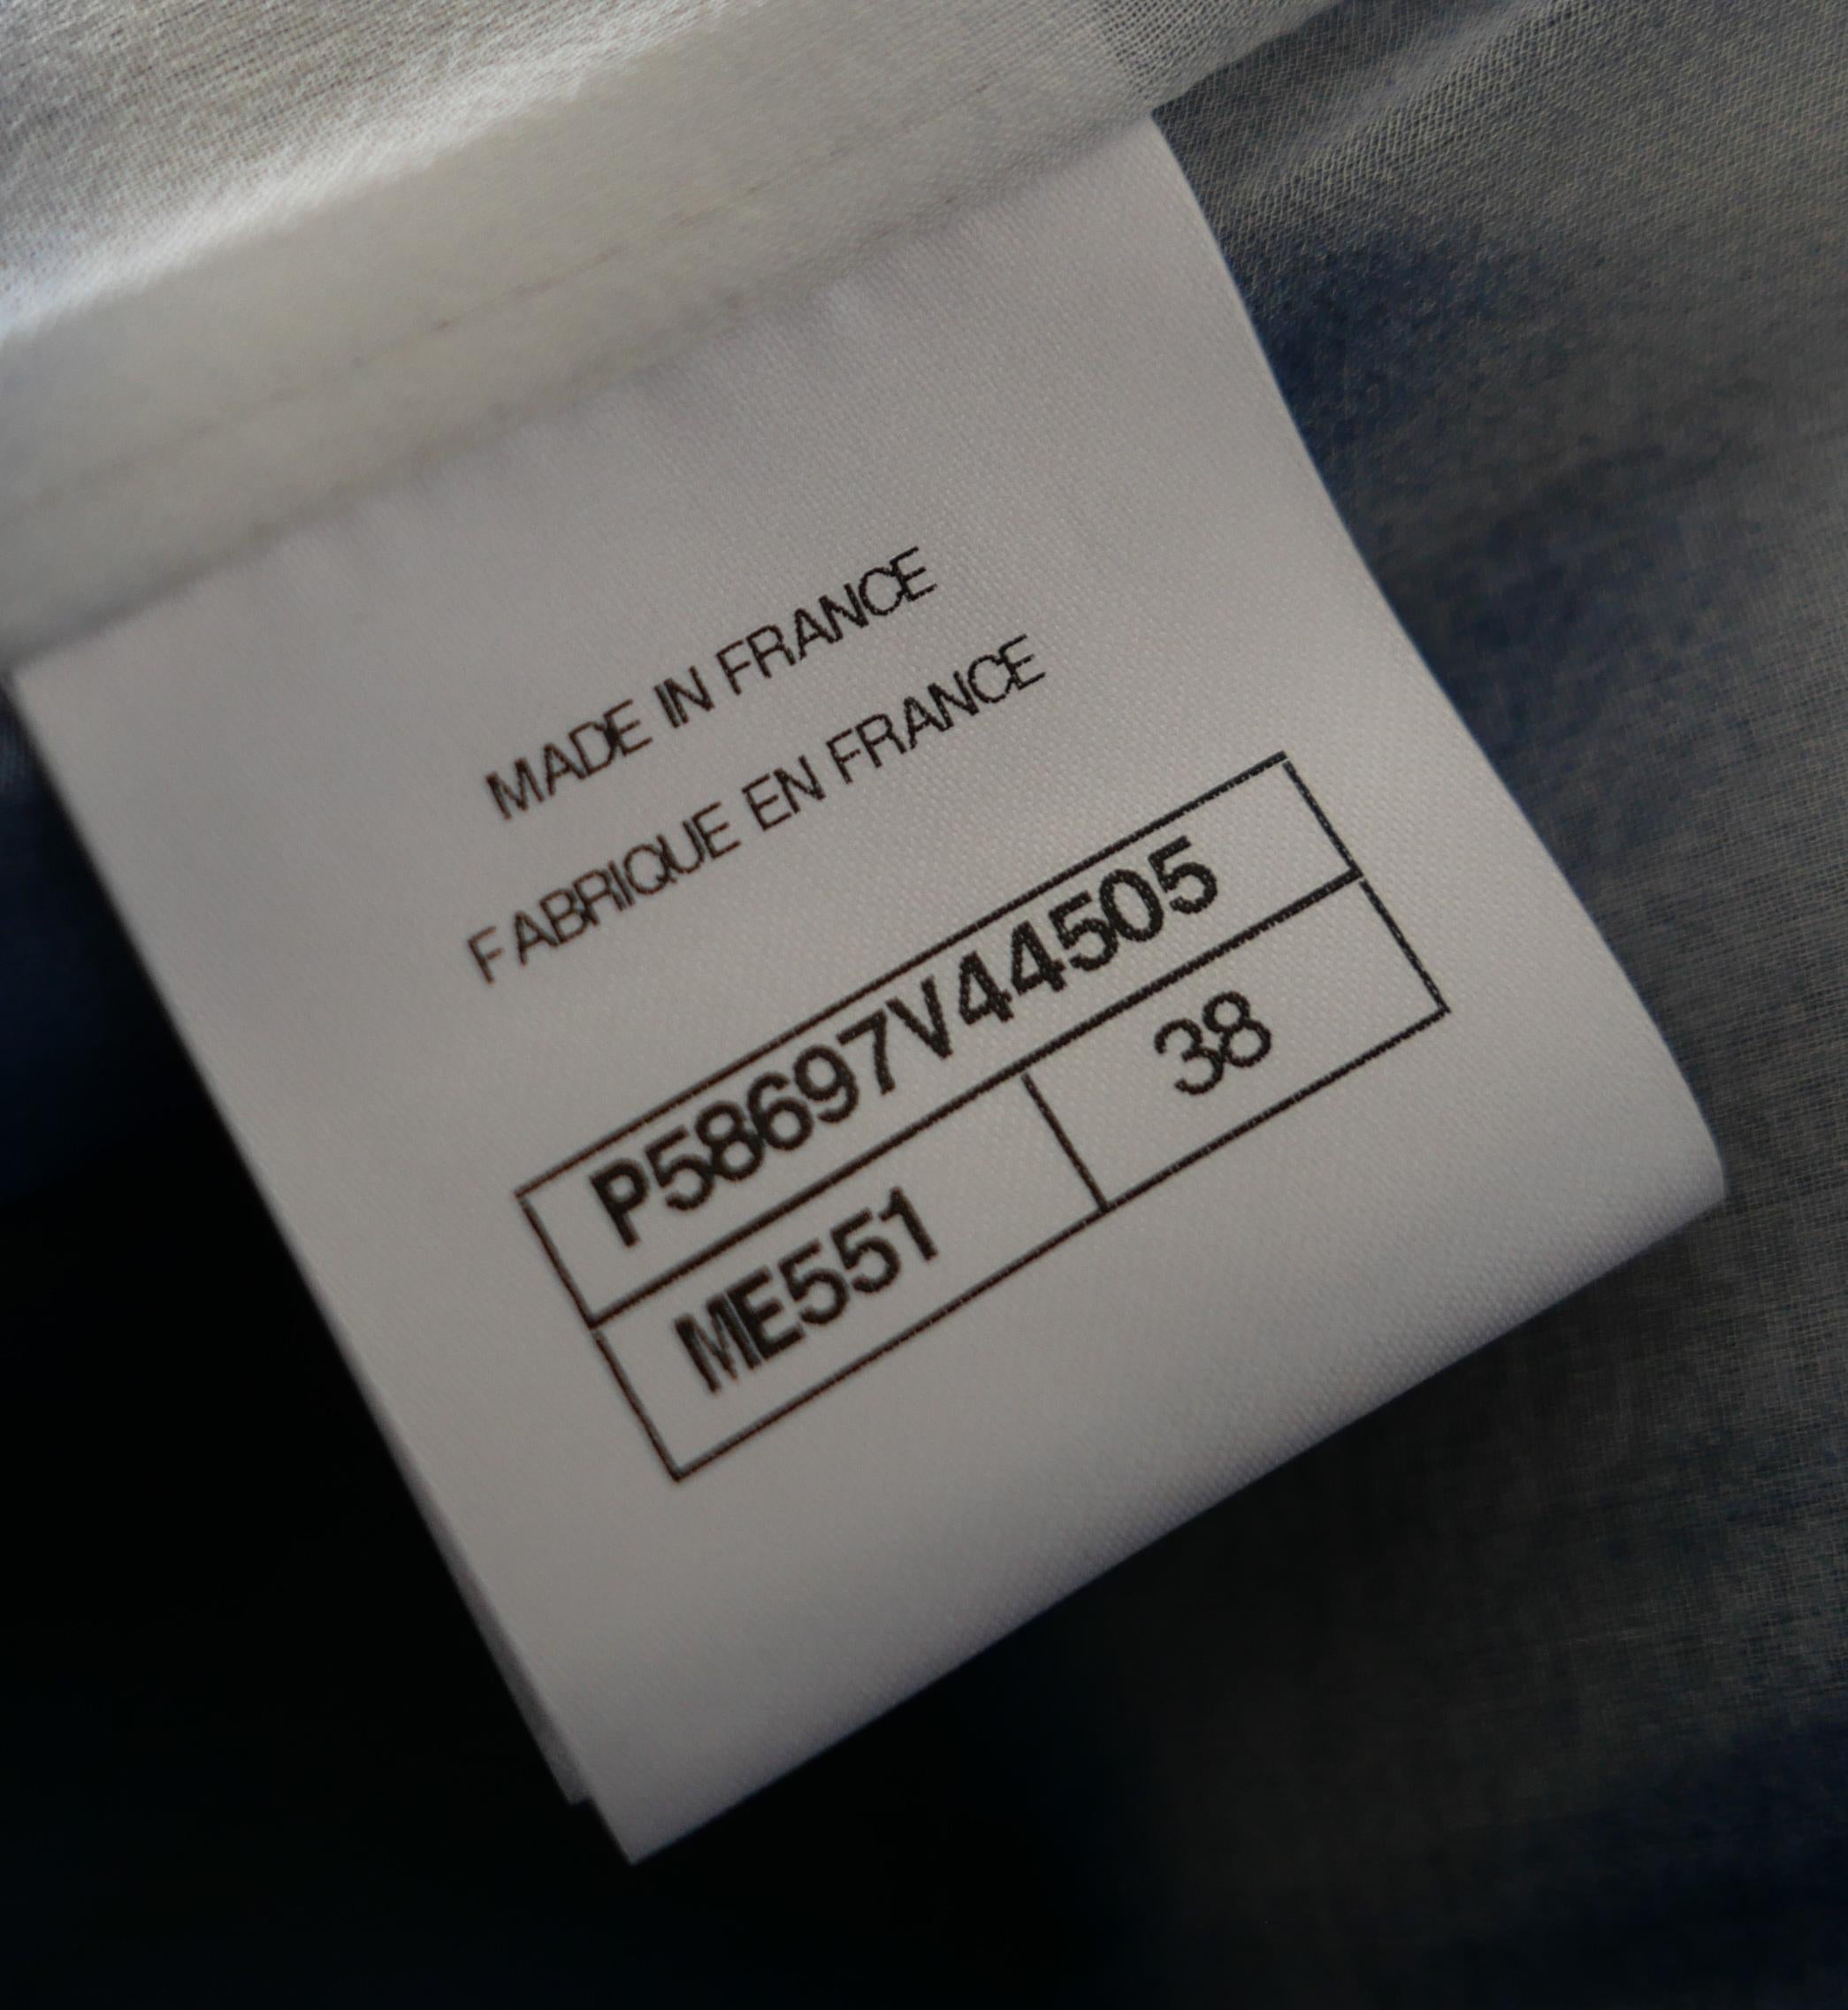 MADE IN FRANCE
FABRIQUE EN FRANCE
P58697V44505
ME551 38